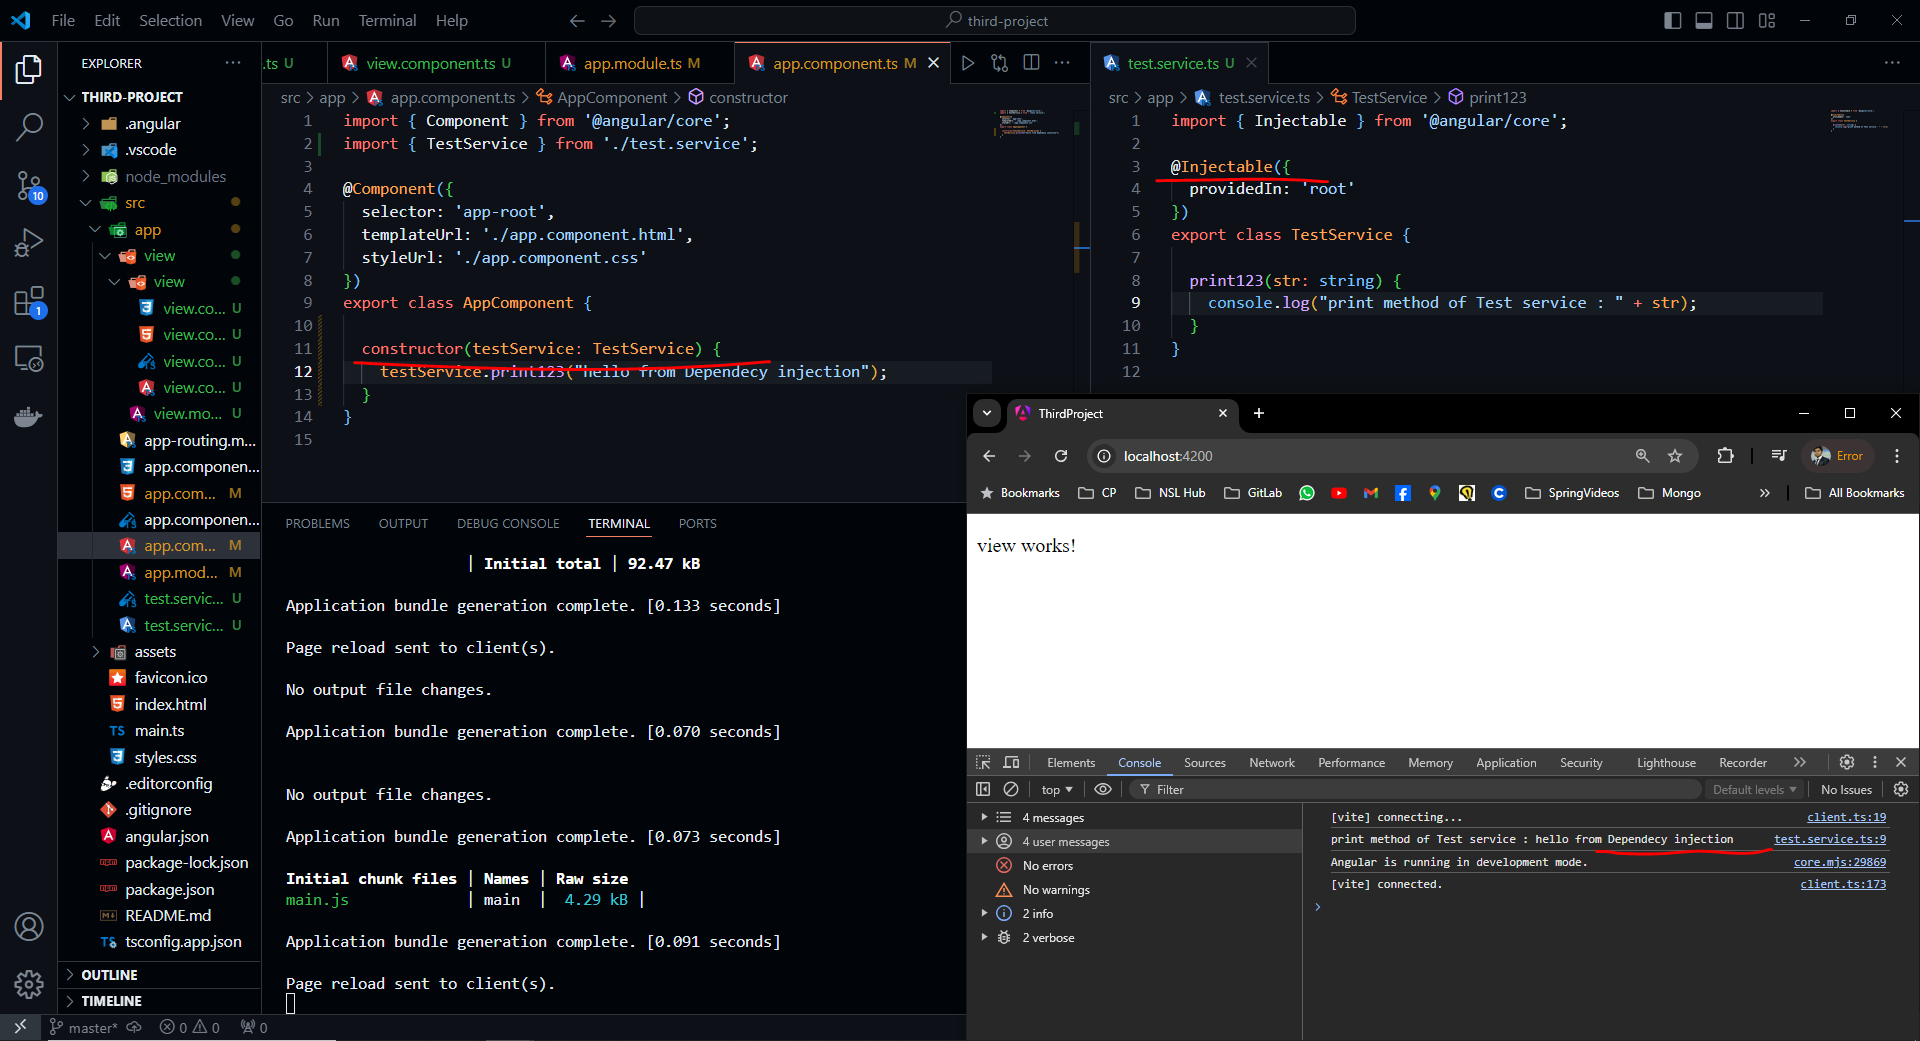 File Edit Selection View Go Run Terminal Help
third-project
EXPLORER
THIRD-PROJECT
.angular
.vscode
node_modules
src
app
view
view
view.co... U
view.co... U
view.co... U
view.co... U
view.mo... U
app-routing.m...
app.componen...
app.com... M
app.componen...
app.com... M
app.mod... M
test.servic... U
test.servic... U
assets
favicon.ico
index.html
TS main.ts
styles.css
.editorconfig
.gitignore
angular.json
package-lock.json
package.json
README.md
tsconfig.app.json
OUTLINE
TIMELINE
10
1
.ts U
view.component.ts U
app.module.ts M
app.component.ts M
src > app > app.component.ts > AppComponent > constructor
1 import { Component } from '@angular/core';
2 import { TestService } from './test.service';
3
4 @Component({
5 selector: 'app-root',
6 templateUrl: './app.component.html',
7 styleUrl: './app.component.css'
8 })
9 export class AppComponent {
10
11 constructor(testService: TestService) {
12 testService.print123("hello from Dependecy injection");
13 }
14 }
15
test.service.ts U
src > app > test.service.ts > TestService > print123
1 import { Injectable } from '@angular/core';
2
3 @Injectable({
4 providedIn: 'root'
5 })
6 export class TestService {
7
8 print123(str: string) {
9 console.log("print method of Test service : " + str);
10 }
11 }
12
PROBLEMS OUTPUT DEBUG CONSOLE TERMINAL PORTS
| Initial total | 92.47 kB
Application bundle generation complete. [0.133 seconds]
Page reload sent to client(s).
No output file changes.
Application bundle generation complete. [0.070 seconds]
No output file changes.
Application bundle generation complete. [0.073 seconds]
Initial chunk files | Names | Raw size
main.js | main | 4.29 kB |
Application bundle generation complete. [0.091 seconds]
Page reload sent to client(s).
master* 0 0 0
ThirdProject
localhost:4200
Error
Bookmarks CP NSL Hub GitLab SpringVideos Mongo All Bookmarks
view works!
Elements Console Sources Network Performance Memory Application Security Lighthouse Recorder
top Filter Default levels No Issues
4 messages
4 user messages
No errors
No warnings
2 info
2 verbose
[vite] connecting... client.ts:19
print method of Test service : hello from Dependecy injection test.service.ts:9
Angular is running in development mode. core.mjs:29869
[vite] connected. client.ts:173